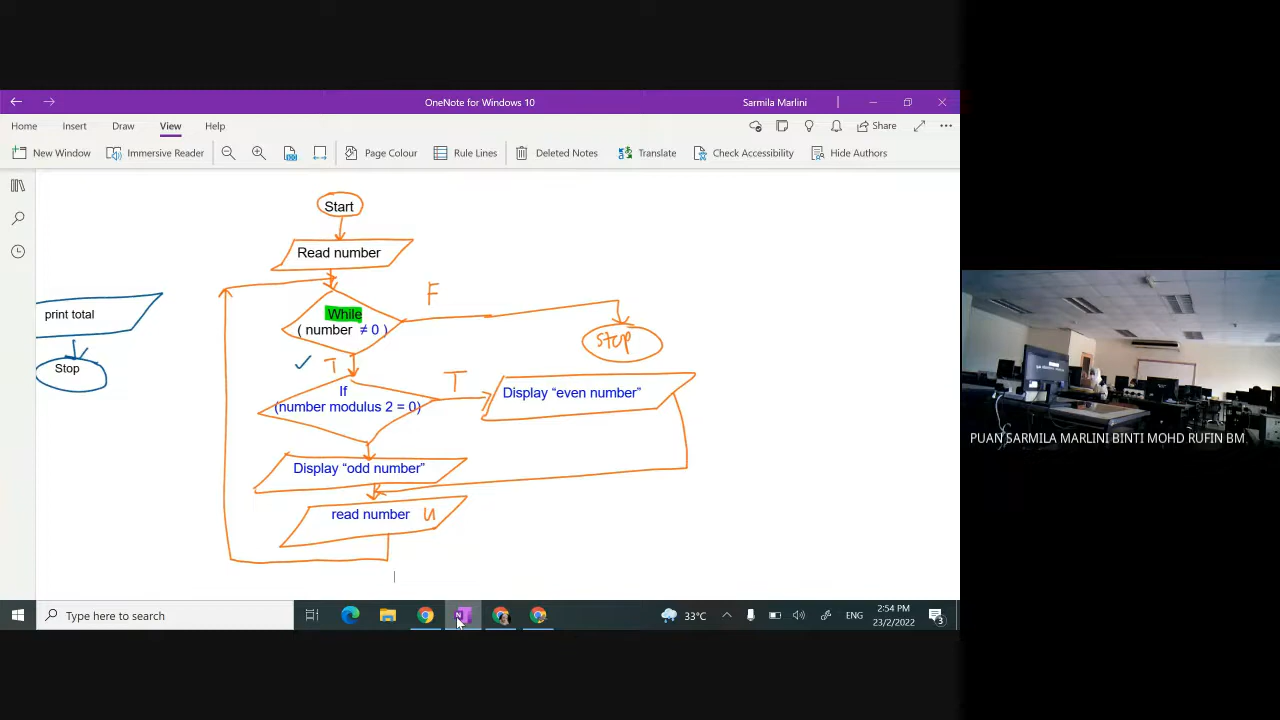 OneNote for Windows 10
Sarmila Marlini
Home Insert Draw View Help
Share
New Window Immersive Reader Page Colour Rule Lines Deleted Notes Translate Check Accessibility Hide Authors
Start
Read number
F
While
( number ≠ 0 )
stop
print total
Stop
T
If
(number modulus 2 = 0)
T
Display “even number”
Display “odd number”
read number
PUAN SARMILA MARLINI BINTI MOHD RUFIN BM.
Type here to search
33°C
ENG
2:54 PM
23/2/2022
3